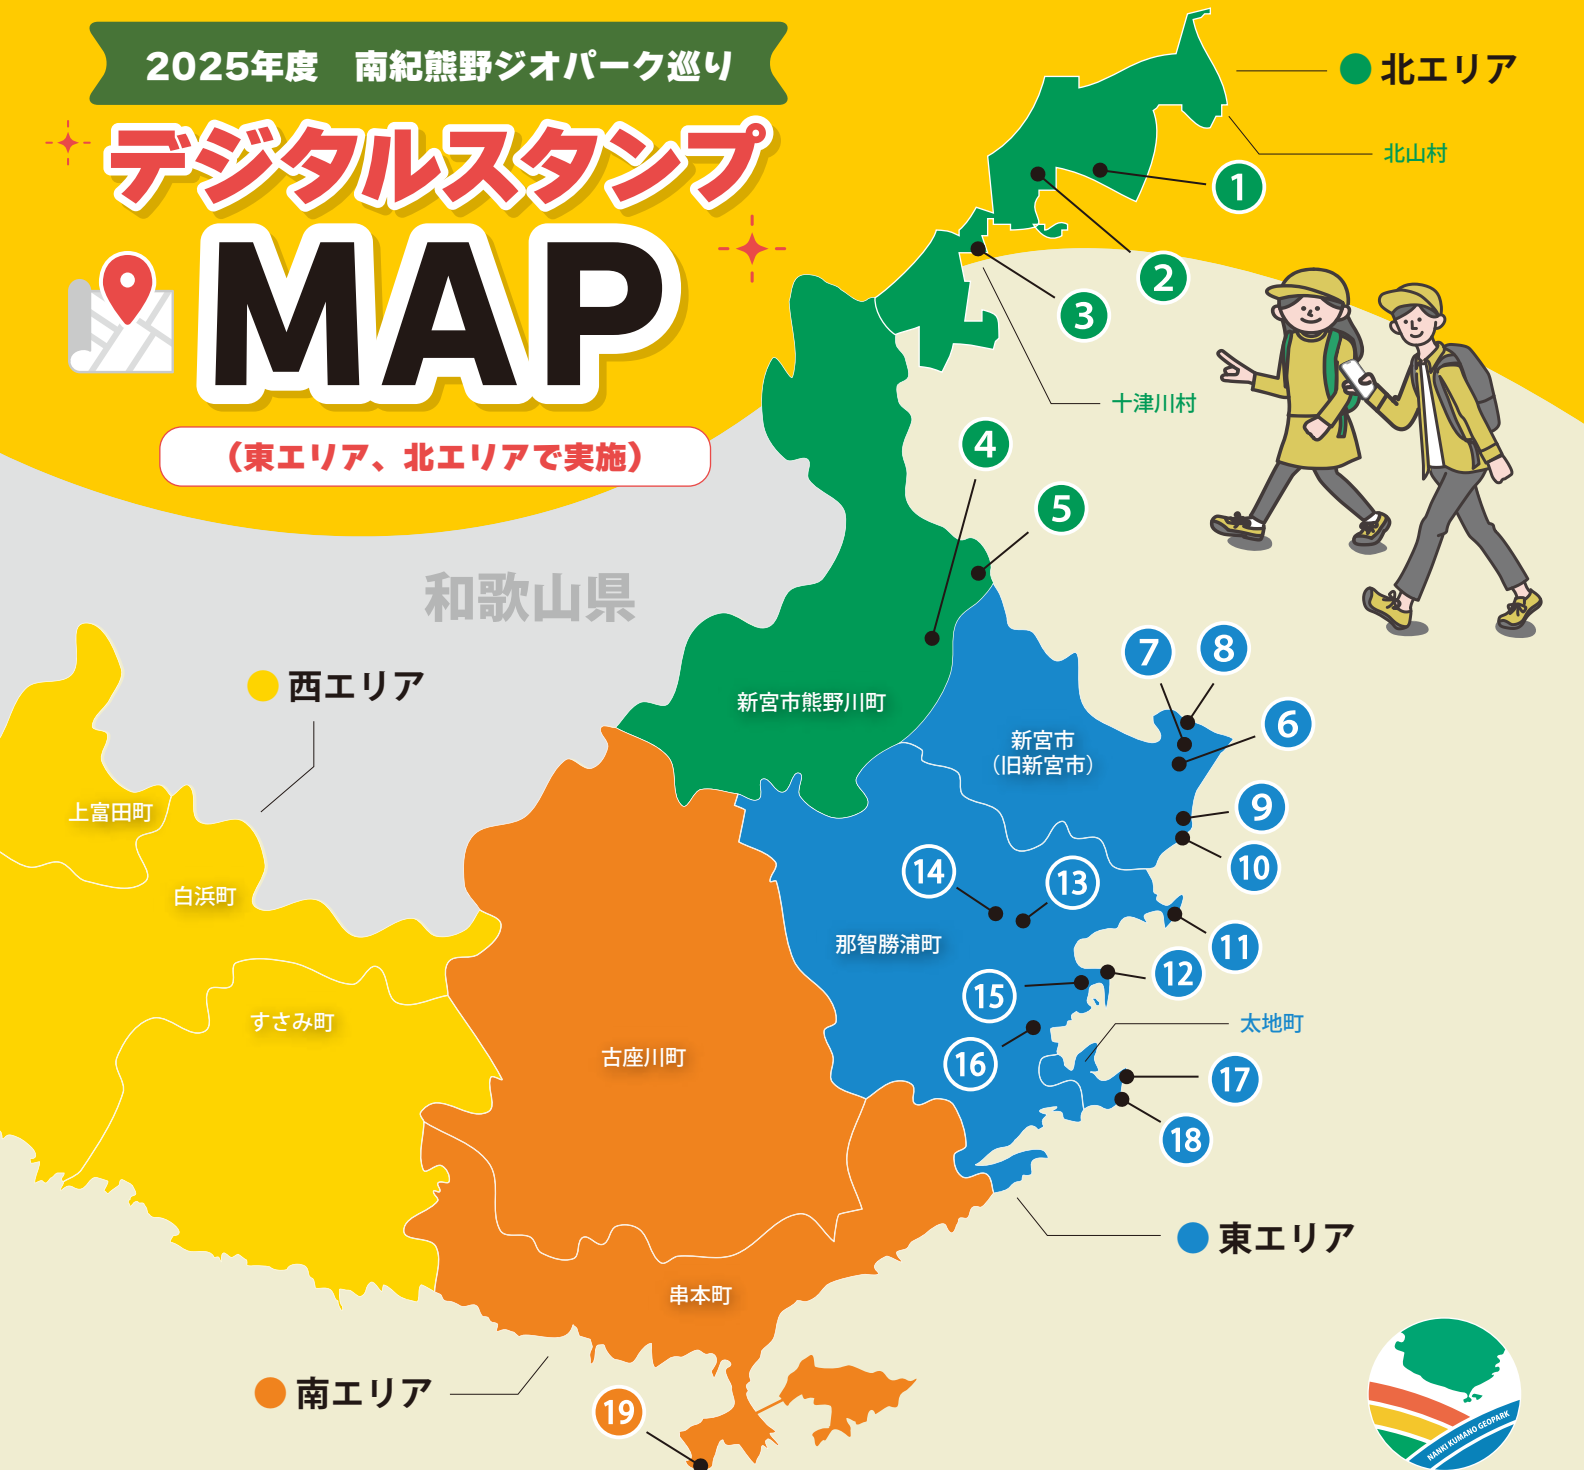 2025年度　南紀熊野ジオパーク巡り
デジタルスタンプ
MAP
（東エリア、北エリアで実施）
北エリア
北山村
1
2
3
十津川村
4
5
和歌山県
西エリア
7
8
6
新宮市熊野川町
新宮市
（旧新宮市）
上富田町
9
10
14
13
白浜町
那智勝浦町
11
12
15
すさみ町
太地町
古座川町
16
17
18
東エリア
串本町
南エリア
19
NANKI KUMANO GEOPARK